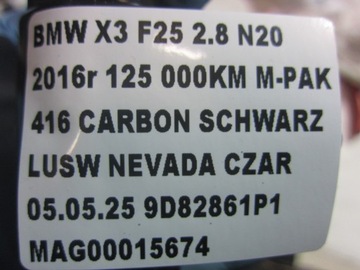 BMW X3 F25 2.8 N20
2016r 125 000KM M-PAK
416 CARBON SCHWARZ
LUSW NEVADA CZAR
05.05.25 9D82861P1
MAG00015674